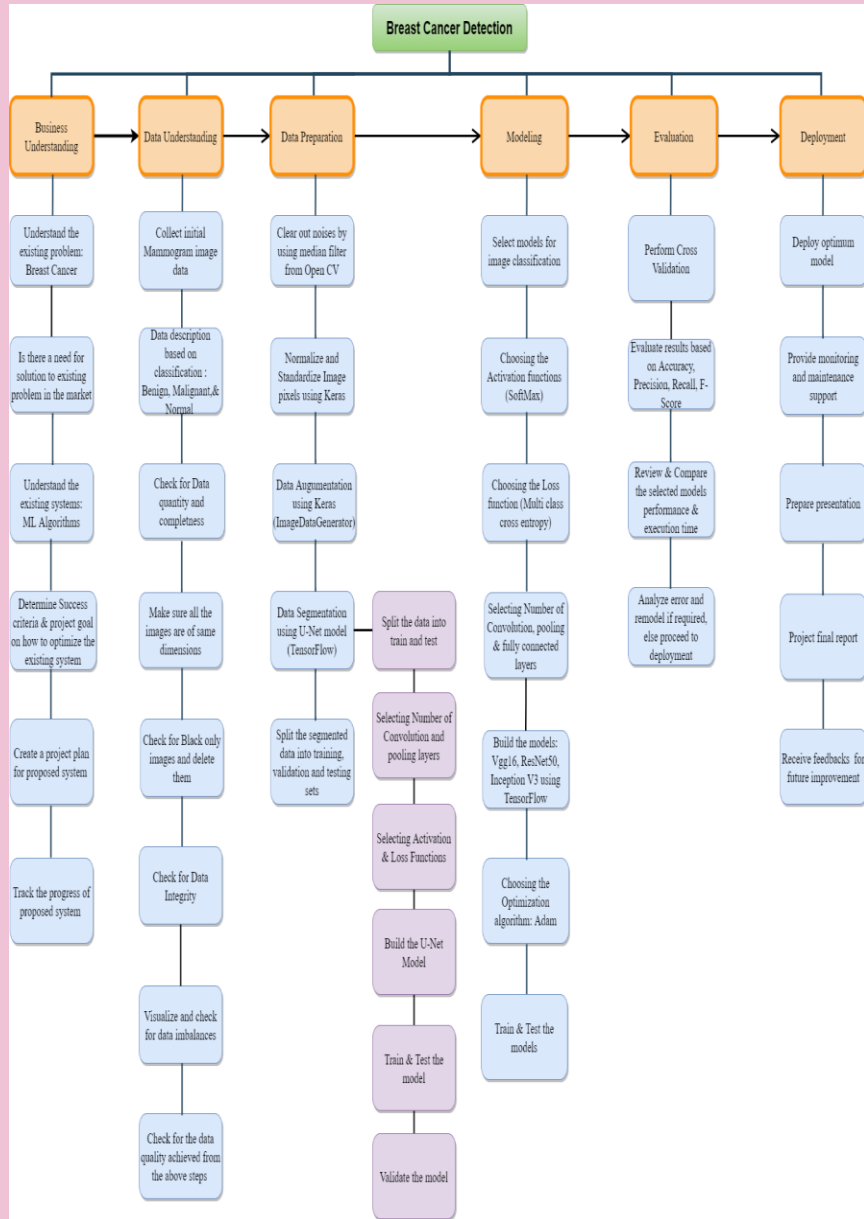 Breast Cancer Detection
Business
Understanding
Data Understanding
Data Preparation
Modeling
Evaluation
Deployment
Understand the
existing problem:
Breast Cancer
Is there a need for
solution to existing
problem in the market
Understand the
existing systems:
ML Algorithms
Determine Success
criteria & project goal
on how to optimize the
existing system
Create a project plan
for proposed system
Track the progress of
proposed system
Collect initial
Mammogram image
data
Data description
based on
classification :
Benign, Malignant,&
Normal
Check for Data
quantity and
completness
Make sure all the
images are of same
dimensions
Check for Black only
images and delete
them
Check for Data
Integrity
Visualize and check
for data imbalances
Check for the data
quality achieved from
the above steps
Clear out noises by
using median filter
from Open CV
Normalize and
Standardize Image
pixels using Keras
Data Augumentation
using Keras
(ImageDataGenerator)
Data Segmentation
using U-Net model
(TensorFlow)
Split the segmented
data into training,
validation and testing
sets
Split the data into
train and test
Selecting Number of
Convolution and
pooling layers
Selecting Activation
& Loss Functions
Build the U-Net
Model
Train & Test the
model
Validate the model
Select models for
image classification
Choosing the
Activation functions
(SoftMax)
Choosing the Loss
function (Multi class
cross entropy)
Selecting Number of
Convolution, pooling
& fully connected
layers
Build the models:
Vgg16, ResNet50,
Inception V3 using
TensorFlow
Choosing the
Optimization
algorithm: Adam
Train & Test the
models
Perform Cross
Validation
Evaluate results based
on Accuracy,
Precision, Recall, F-
Score
Review & Compare
the selected models
performance &
execution time
Analyze error and
remodel if required,
else proceed to
deployment
Deploy optimum
model
Provide monitoring
and maintenance
support
Prepare presentation
Project final report
Receive feedbacks for
future improvement